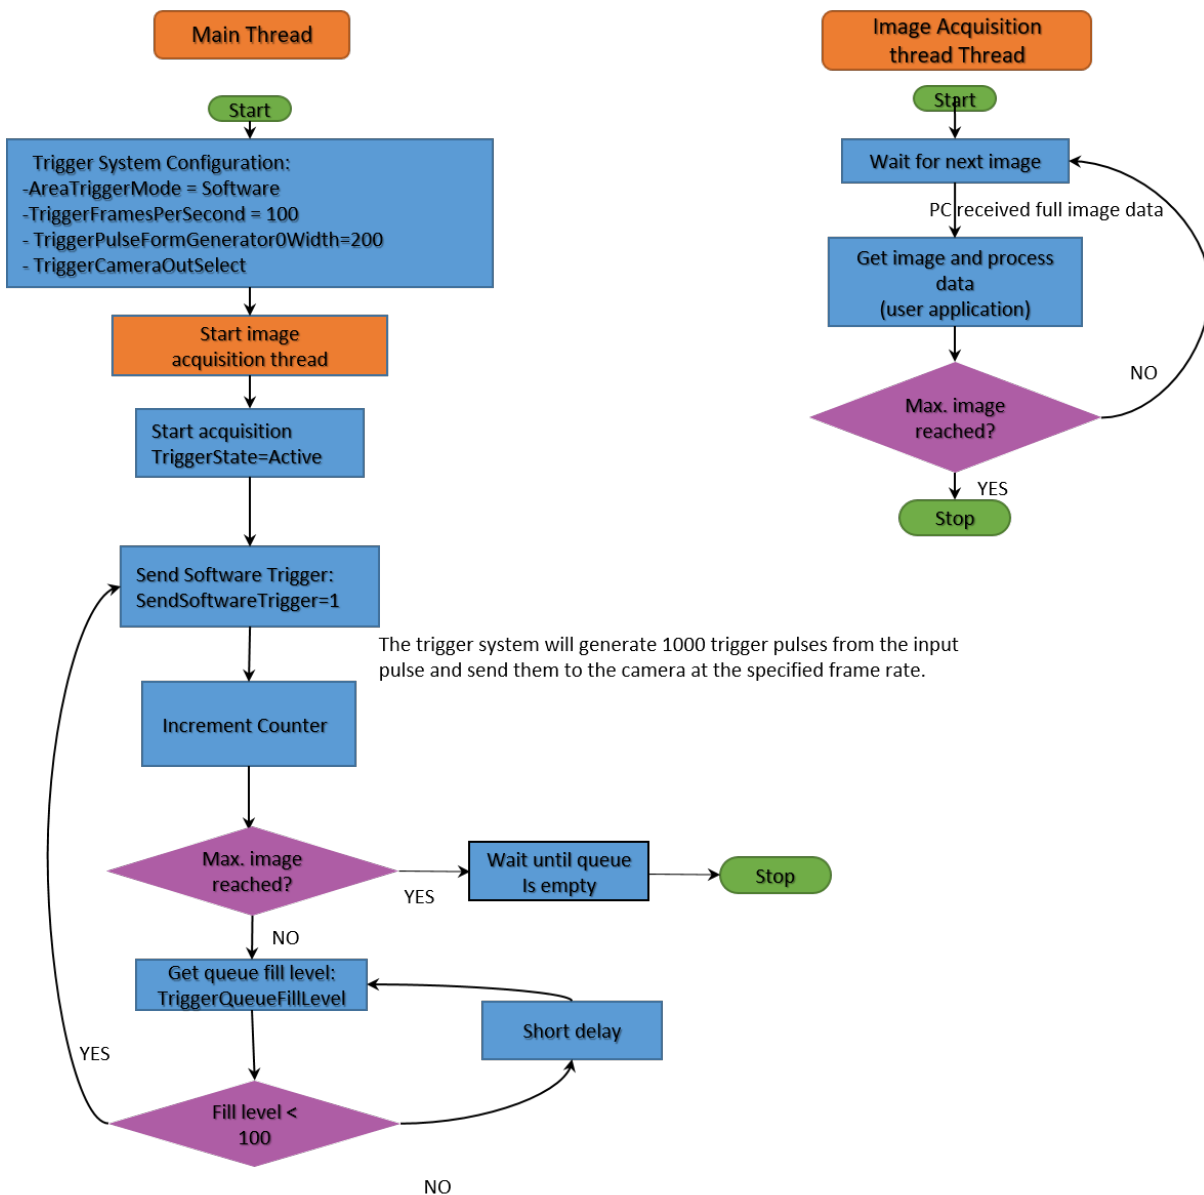 Main Thread
Start
Trigger System Configuration:
-AreaTriggerMode = Software
-TriggerFramesPerSecond = 100
- TriggerPulseFormGenerator0Width=200
- TriggerCameraOutSelect
Start image
acquisition thread
Start acquisition
TriggerState=Active
Send Software Trigger:
SendSoftwareTrigger=1
The trigger system will generate 1000 trigger pulses from the input
pulse and send them to the camera at the specified frame rate.
Increment Counter
Max. image
reached?
YES
Wait until queue
Is empty
Stop
NO
Get queue fill level:
TriggerQueueFillLevel
Short delay
YES
Fill level <
100
NO
Image Acquisition
thread Thread
Start
Wait for next image
PC received full image data
Get image and process
data
(user application)
NO
Max. image
reached?
YES
Stop